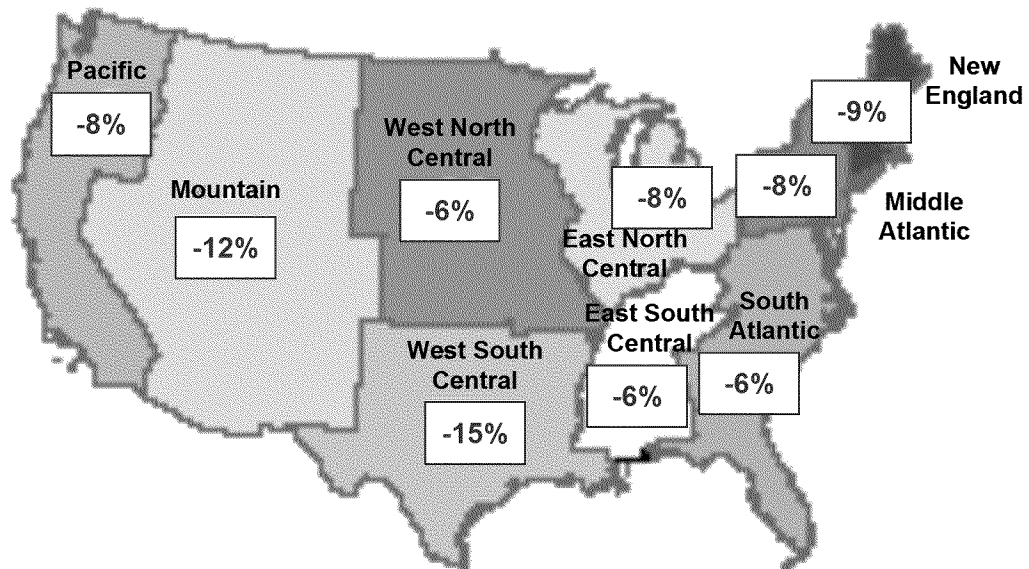 Pacific
-8%
Mountain
-12%
West North
Central
-6%
West South
Central
-15%
East North
Central
-8%
East South
Central
-6%
South
Atlantic
-6%
Middle
Atlantic
-8%
New
England
-9%